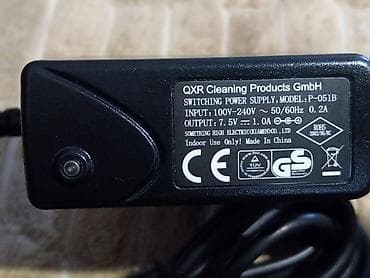 QXR Cleaning Products GmbH
SWITCHING POWER SUPPLY, MODEL: P-051B
INPUT: 100V-240V ~ 50/60Hz 0.2A
OUTPUT: 7.5V ⎓ 1.0A
Indoor Use Only! Made In China
CE TUV GS